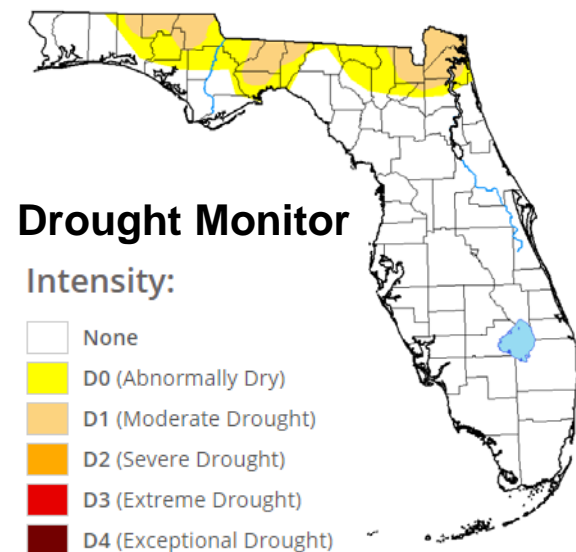 Drought Monitor
Intensity:
None
D0 (Abnormally Dry)
D1 (Moderate Drought)
D2 (Severe Drought)
D3 (Extreme Drought)
D4 (Exceptional Drought)